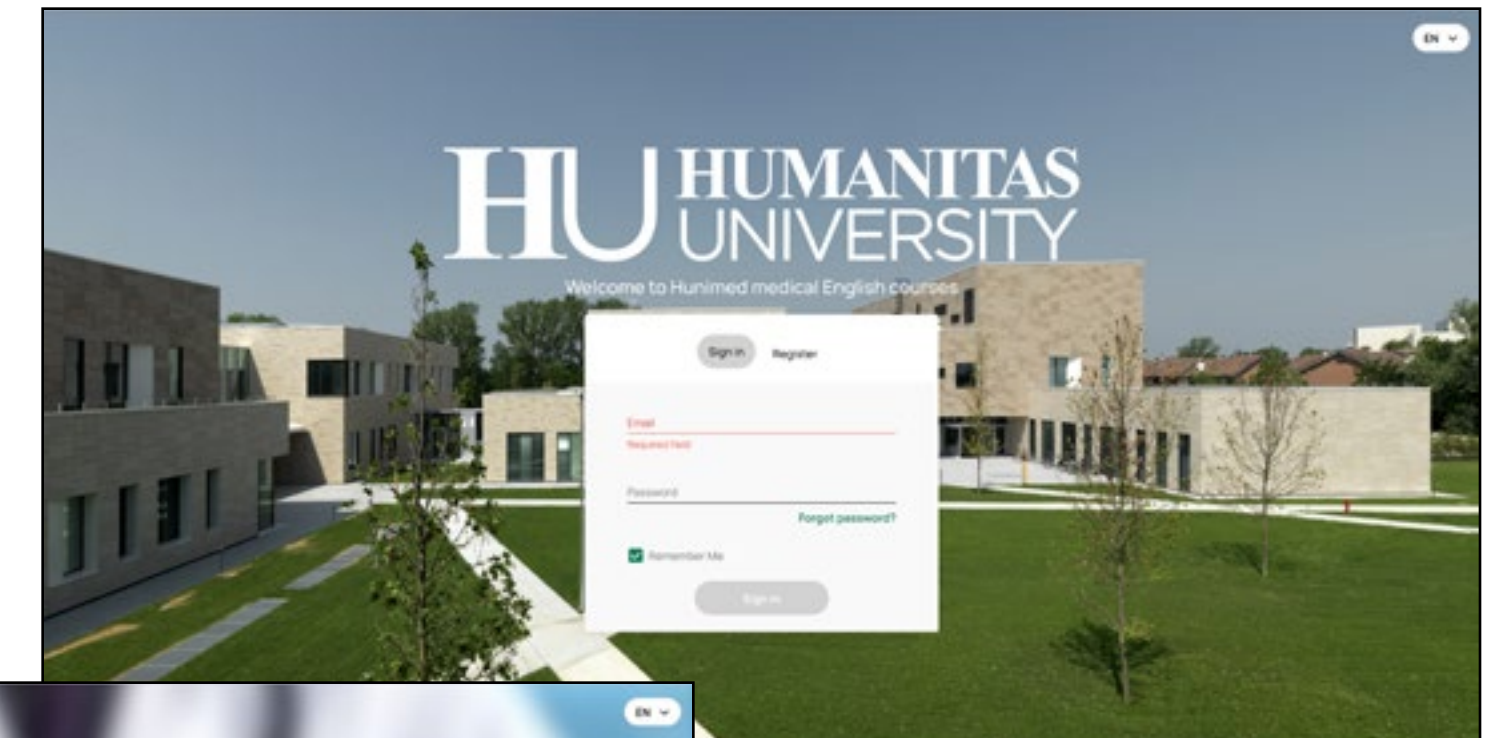 EN
HU HUMANITAS
UNIVERSITY
Welcome to Hunimed medical English courses
Sign in Register
Email
Required field
Password
Forgot password?
Remember Me
Sign in
EN